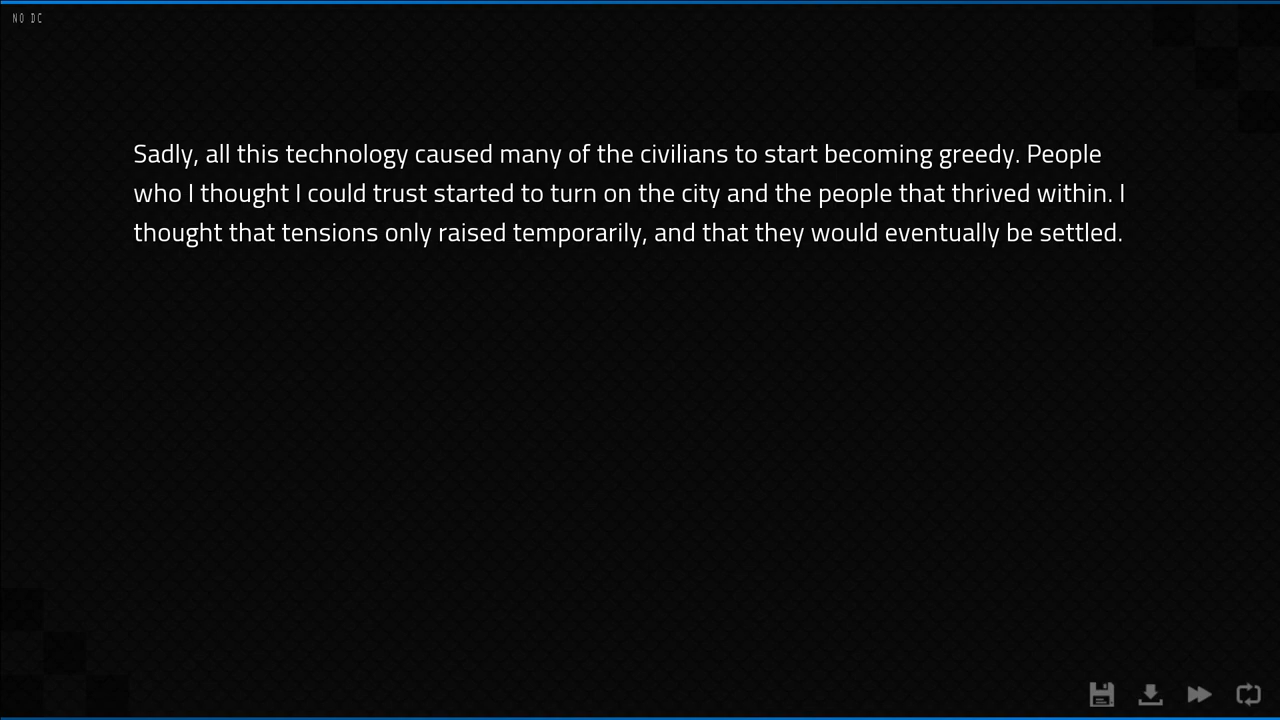 NO DC
Sadly, all this technology caused many of the civilians to start becoming greedy. People
who I thought I could trust started to turn on the city and the people that thrived within. I
thought that tensions only raised temporarily, and that they would eventually be settled.